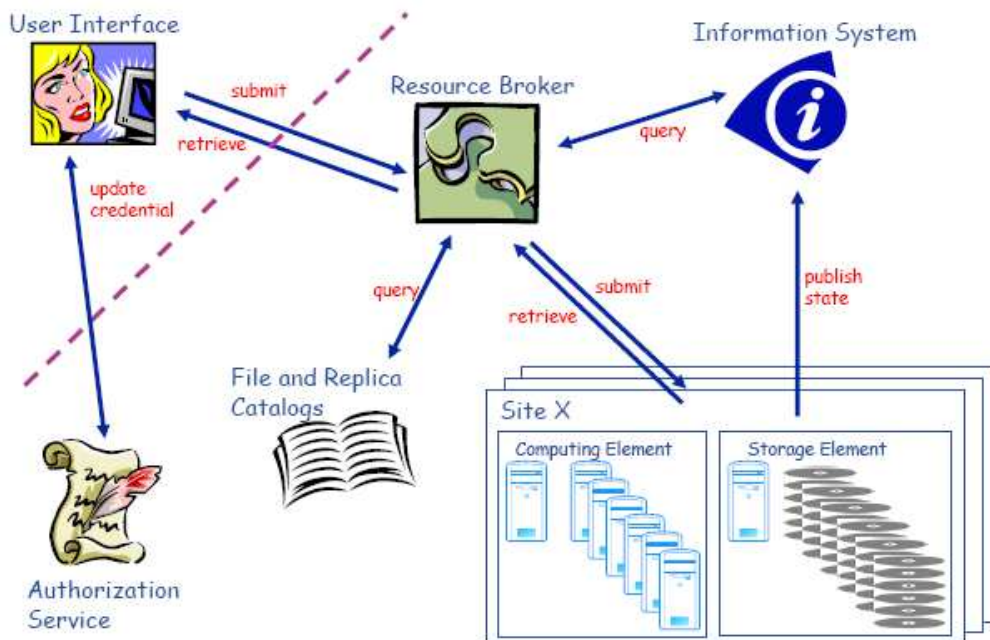 User Interface
Information System
Resource Broker
submit
retrieve
query
update
credential
query
submit
retrieve
publish
state
File and Replica
Catalogs
Site X
Computing Element
Storage Element
Authorization
Service
i